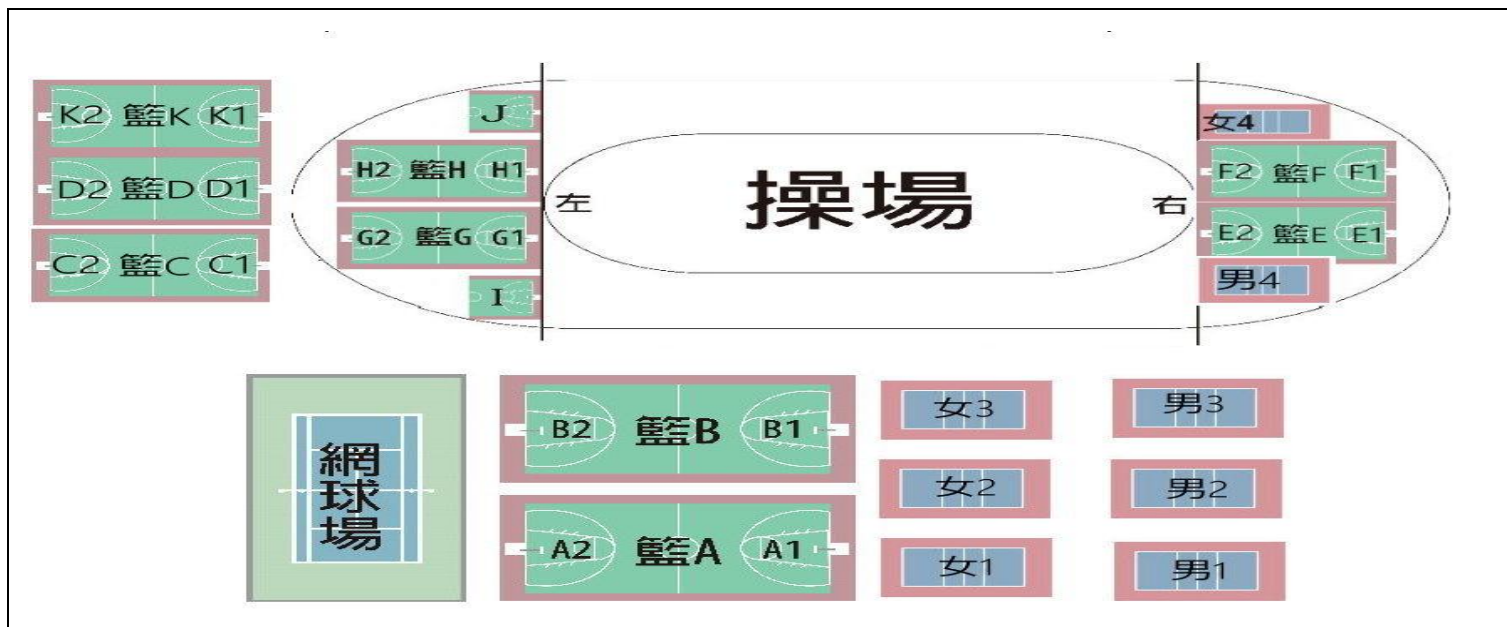 K2 籃K K1
D2 籃D D1
C2 籃C C1
J
H2 籃H H1
G2 籃G G1
I
左
操場
右
女4
F2 籃F F1
E2 籃E E1
男4
網球場
B2 籃B B1
A2 籃A A1
女3
男3
女2
男2
女1
男1